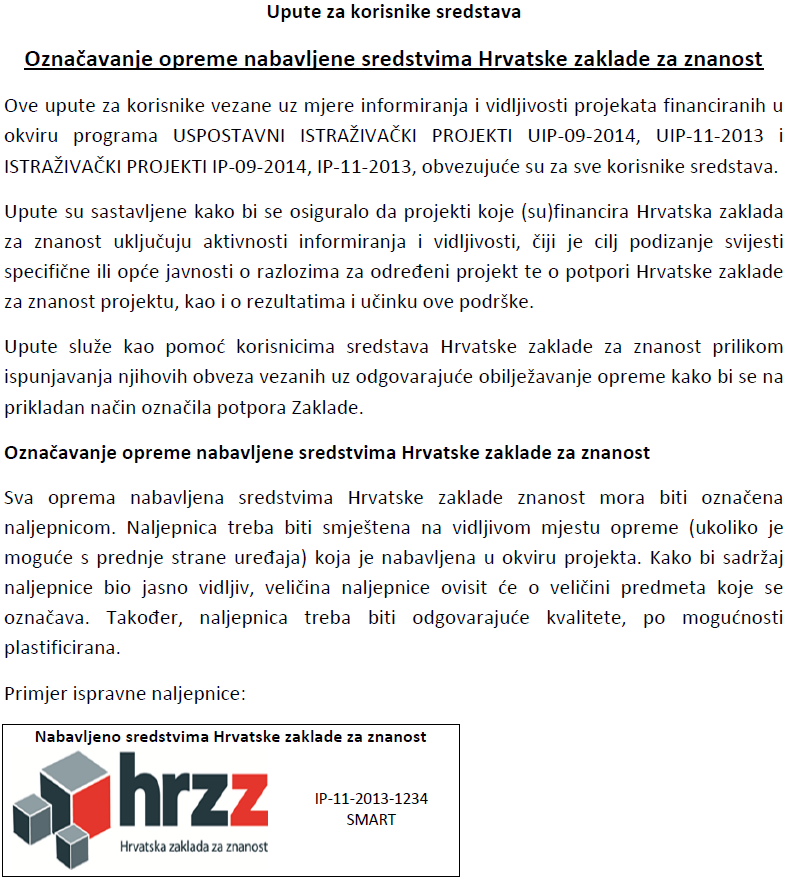 Upute za korisnike sredstava
Označavanje opreme nabavljene sredstvima Hrvatske zaklade za znanost
Ove upute za korisnike vezane uz mjere informiranja i vidljivosti projekata financiranih u
okviru programa USPOSTAVNI ISTRAŽIVAČKI PROJEKTI UIP-09-2014, UIP-11-2013 i
ISTRAŽIVAČKI PROJEKTI IP-09-2014, IP-11-2013, obvezujuće su za sve korisnike sredstava.
Upute su sastavljene kako bi se osiguralo da projekti koje (su)financira Hrvatska zaklada
za znanost uključuju aktivnosti informiranja i vidljivosti, čiji je cilj podizanje svijesti
specifične ili opće javnosti o razlozima za određeni projekt te o potpori Hrvatske zaklade
za znanost projektu, kao i o rezultatima i učinku ove podrške.
Upute služe kao pomoć korisnicima sredstava Hrvatske zaklade za znanost prilikom
ispunjavanja njihovih obveza vezanih uz odgovarajuće obilježavanje opreme kako bi se na
prikladan način označila potpora Zaklade.
Označavanje opreme nabavljene sredstvima Hrvatske zaklade za znanost
Sva oprema nabavljena sredstvima Hrvatske zaklade znanost mora biti označena
naljepnicom. Naljepnica treba biti smještena na vidljivom mjestu opreme (ukoliko je
moguće s prednje strane uređaja) koja je nabavljena u okviru projekta. Kako bi sadržaj
naljepnice bio jasno vidljiv, veličina naljepnice ovisit će o veličini predmeta koje se
označava. Također, naljepnica treba biti odgovarajuće kvalitete, po mogućnosti
plastificirana.
Primjer ispravne naljepnice:
Nabavljeno sredstvima Hrvatske zaklade za znanost
hrzz
Hrvatska zaklada za znanost
IP-11-2013-1234
SMART